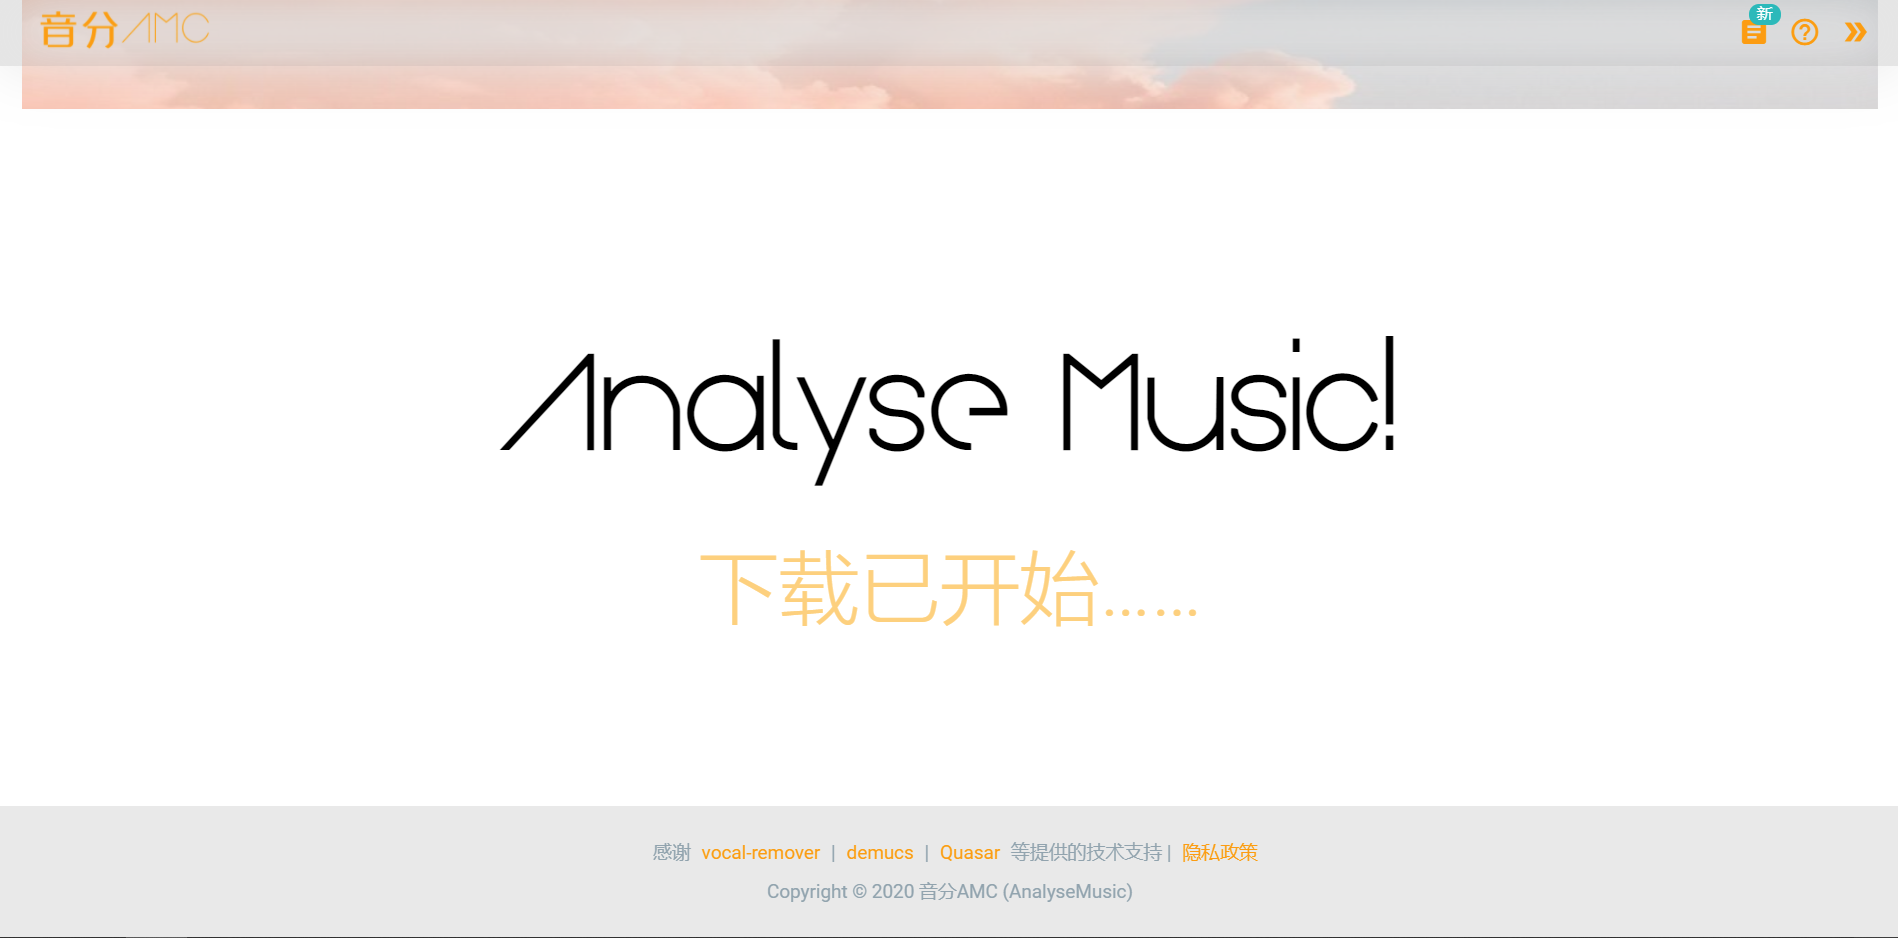 音分AMC
新
Analyse Music!
下载已开始……
感谢 vocal-remover | demucs | Quasar 等提供的技术支持 | 隐私政策
Copyright © 2020 音分AMC (AnalyseMusic)